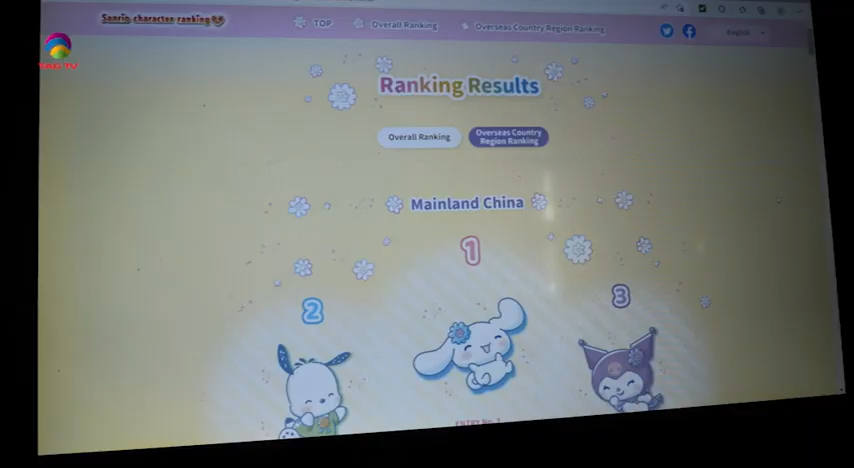 Sanrio character ranking
TOP
Overall Ranking
Overseas Country Region Ranking
English
Ranking Results
Overall Ranking
Overseas Country
Region Ranking
Mainland China
1
2
3